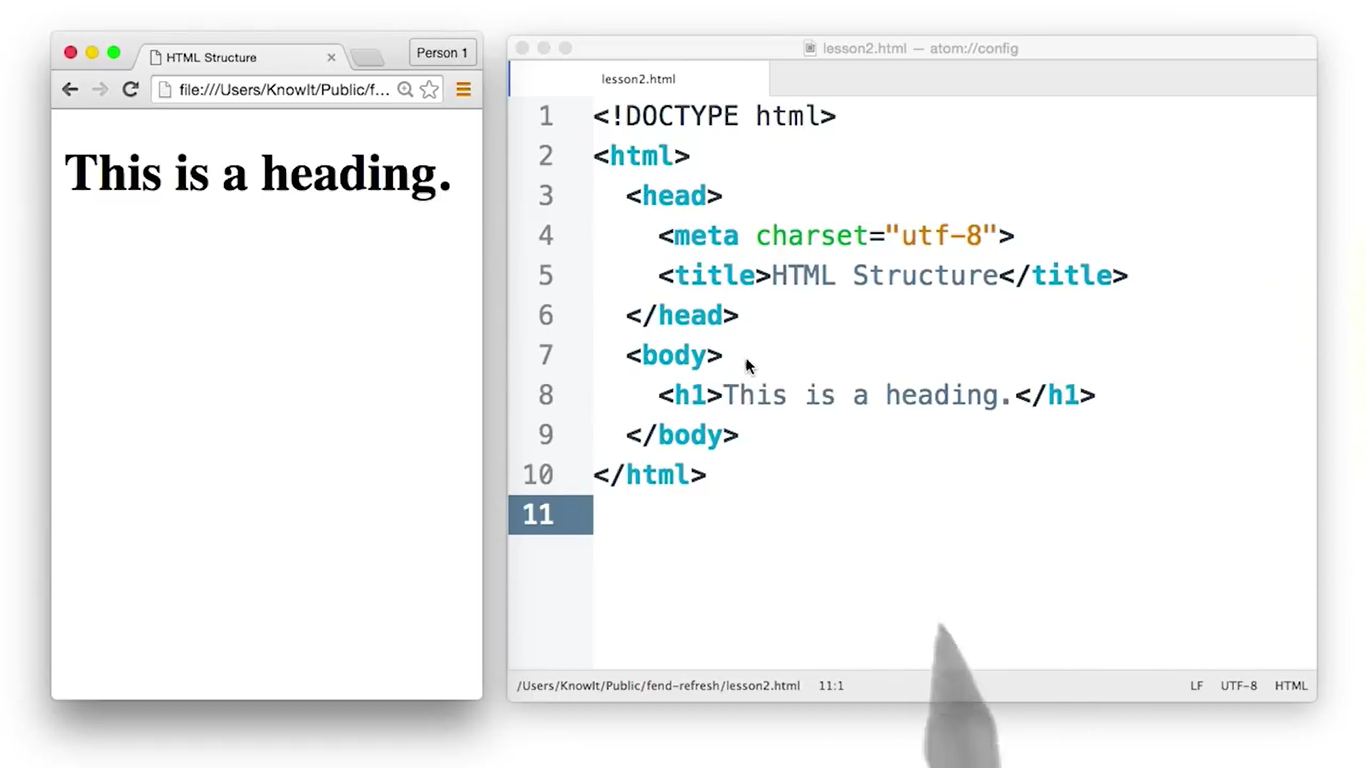 HTML Structure
Person 1
file:///Users/KnowIt/Public/f...
This is a heading.
lesson2.html — atom://config
lesson2.html
1 <!DOCTYPE html>
2 <html>
3   <head>
4     <meta charset="utf-8">
5     <title>HTML Structure</title>
6   </head>
7   <body>
8     <h1>This is a heading.</h1>
9   </body>
10 </html>
11
/Users/KnowIt/Public/fend-refresh/lesson2.html 11:1 LF UTF-8 HTML